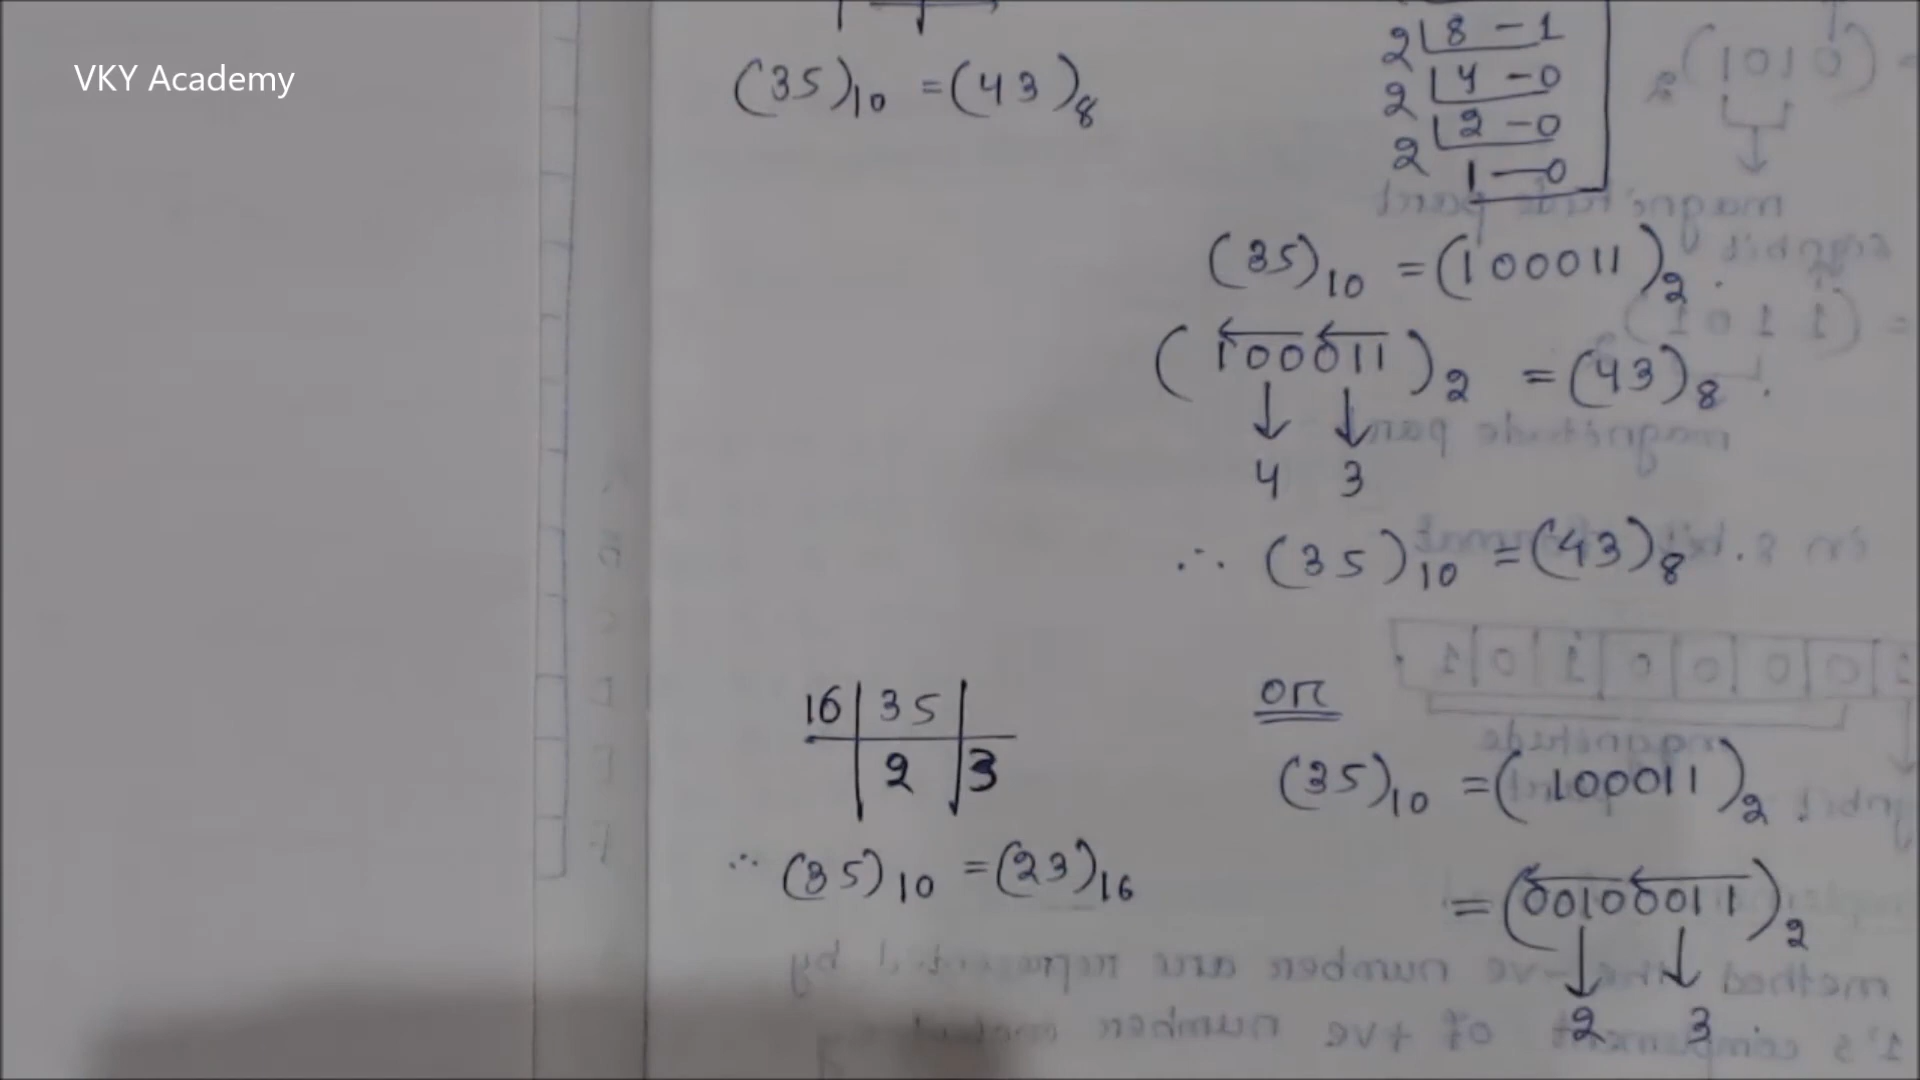 VKY Academy
(35)10 = (43)8
2 8 - 1
2 4 - 0
2 2 - 0
2 1 - 0
(35)10 = (100011)2
(100011)2 = (43)8
4 3
∴ (35)10 = (43)8
16 35
2 3
∴ (35)10 = (23)16
OR
(35)10 = (100011)2
= (00100011)2
2 3